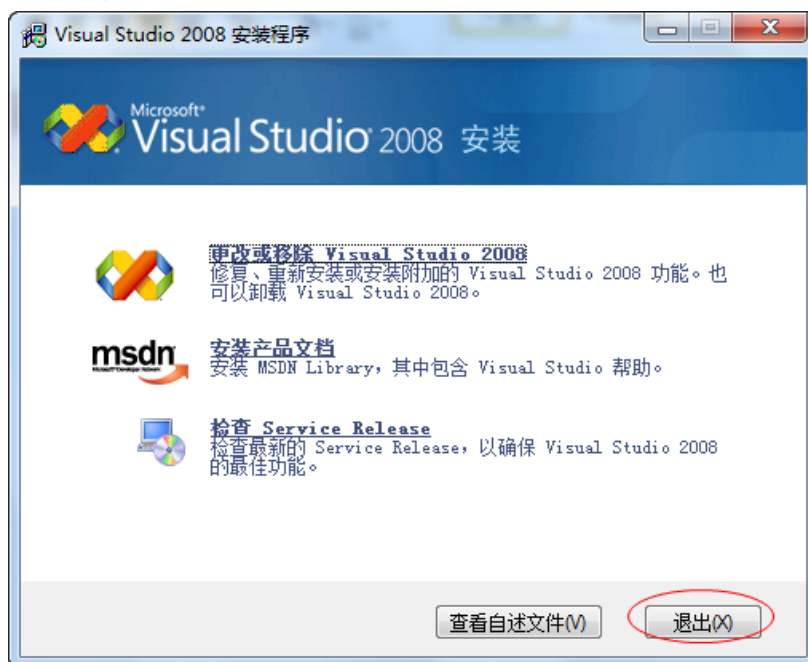 Visual Studio 2008 安装程序
Microsoft
Visual Studio 2008 安装
更改或移除 Visual Studio 2008
修复、重新安装或安装附加的 Visual Studio 2008 功能。也
可以卸载 Visual Studio 2008。
msdn
安装产品文档
安装 MSDN Library，其中包含 Visual Studio 帮助。
检查 Service Release
检查最新的 Service Release，以确保 Visual Studio 2008
的最佳功能。
查看自述文件(V) 退出(X)